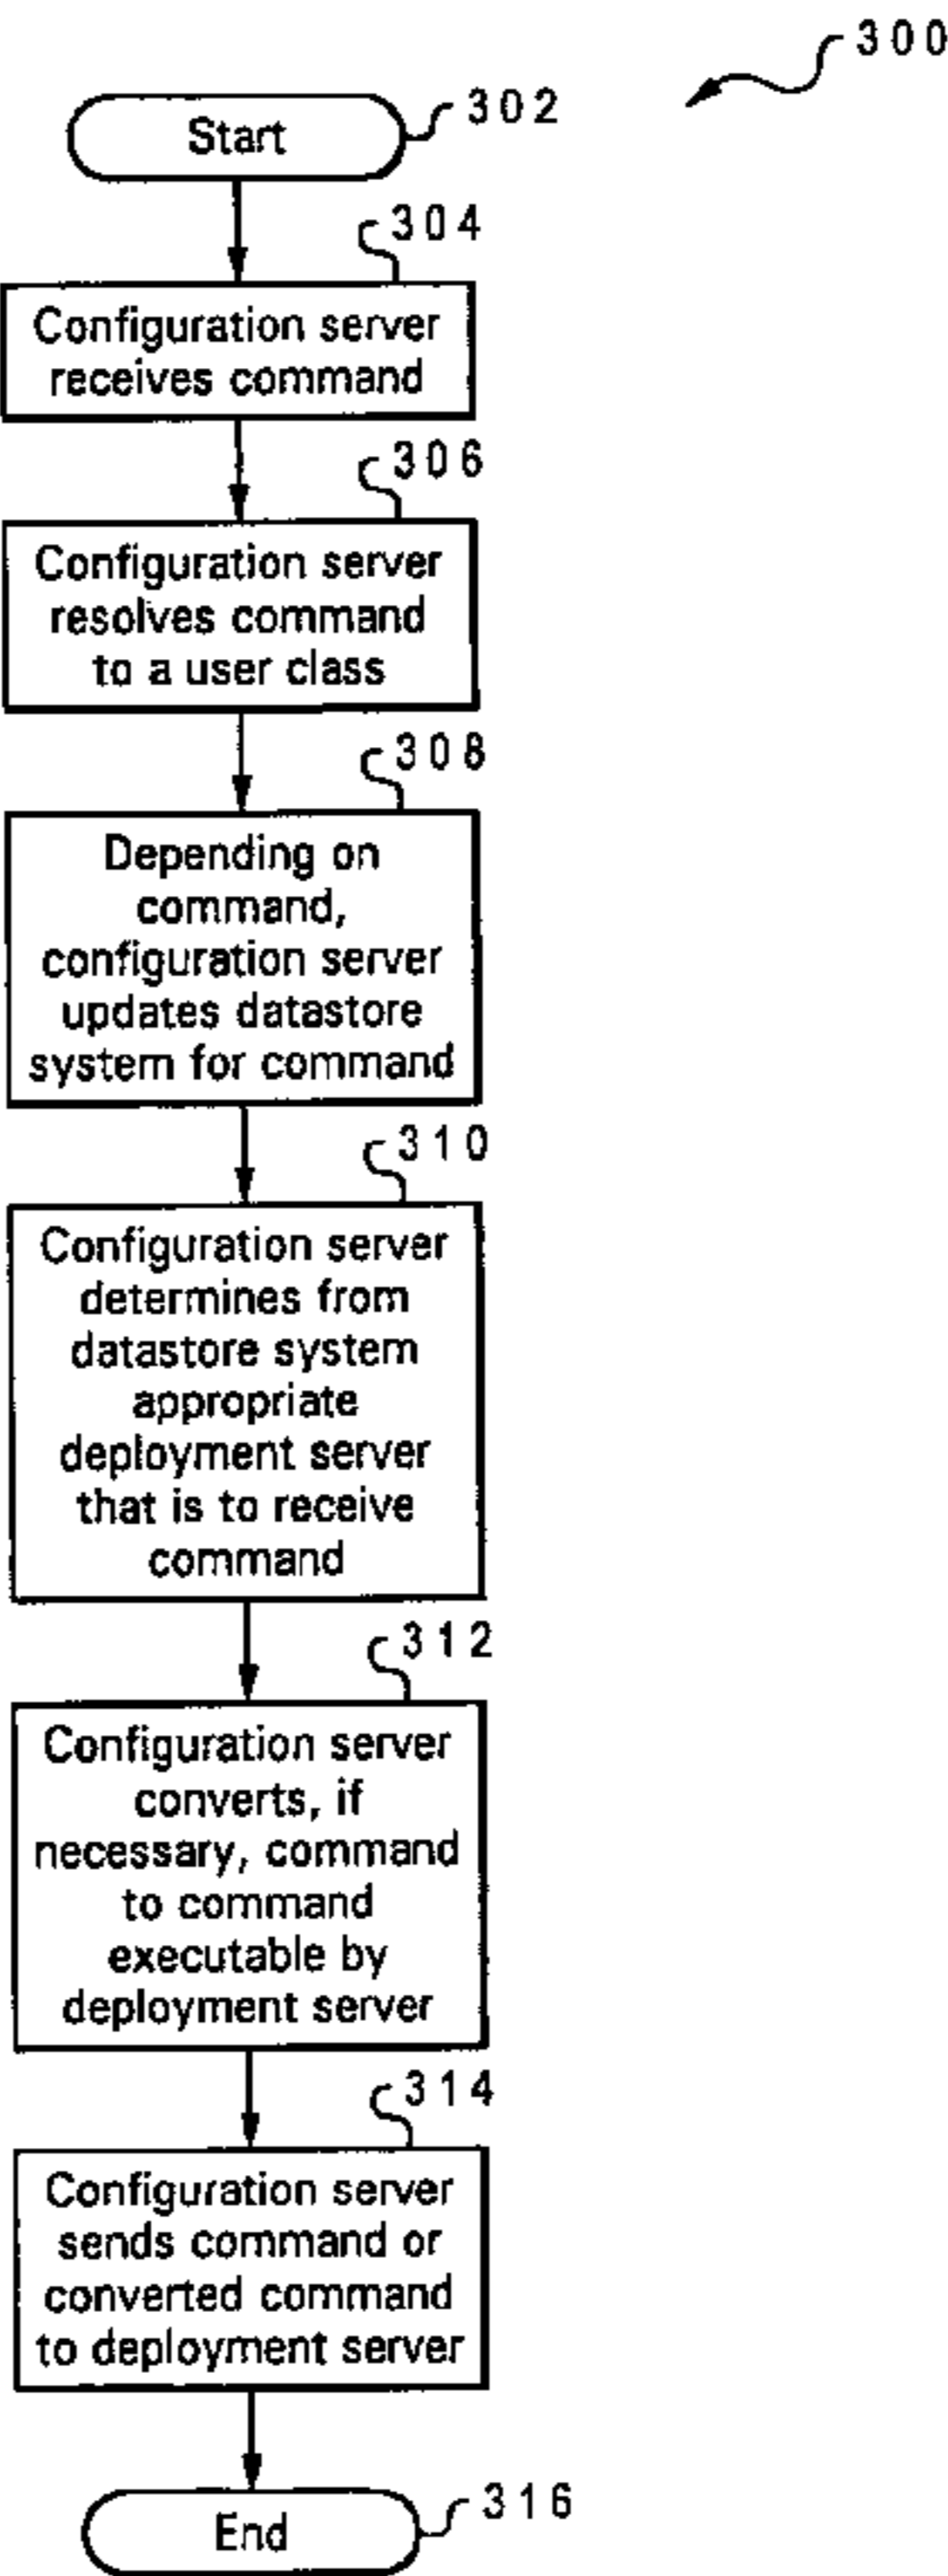 300
302
Start
304
Configuration server
receives command
306
Configuration server
resolves command
to a user class
308
Depending on
command,
configuration server
updates datastore
system for command
310
Configuration server
determines from
datastore system
appropriate
deployment server
that is to receive
command
312
Configuration server
converts, if
necessary, command
to command
executable by
deployment server
314
Configuration server
sends command or
converted command
to deployment server
316
End